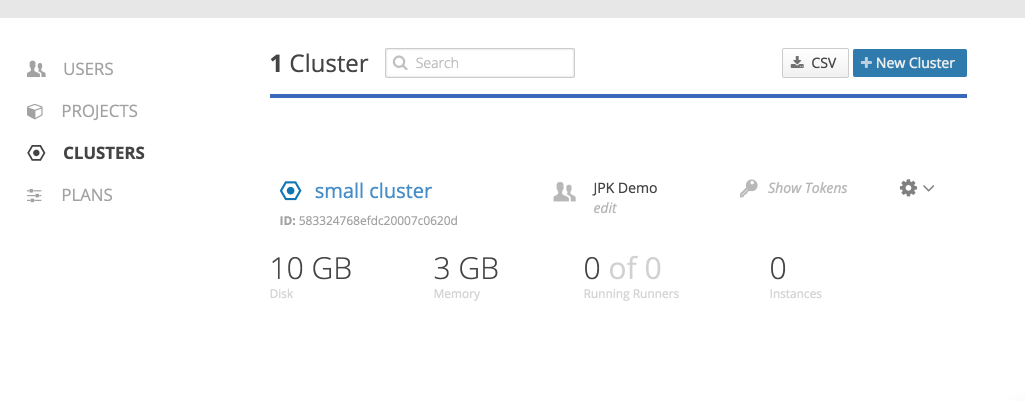 USERS
PROJECTS
CLUSTERS
PLANS
1 Cluster
Search
CSV
New Cluster
small cluster
ID: 583324768efdc20007c0620d
JPK Demo
edit
Show Tokens
10 GB
Disk
3 GB
Memory
0 of 0
Running Runners
0
Instances